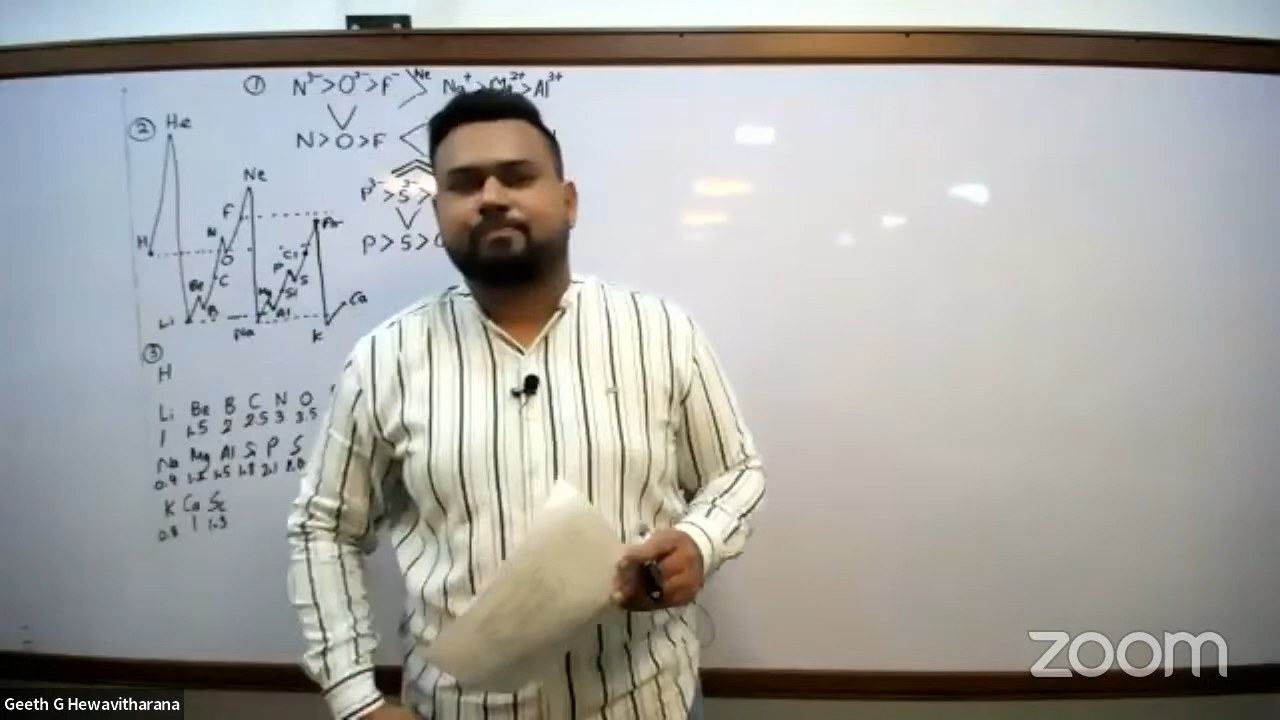 ① N³⁻>O²⁻>F⁻ > Ne Na⁺>Mg²⁺>Al³⁺
N>O>F <
P³⁻>S²⁻>
P>S>
②
He
Ne
F
Ar
N
H
O
Cl
P
C
S
Be
Mg
Si
Ca
B
Al
Li
Na
K
③
H
Li Be B C N O
1 1.5 2 2.5 3 3.5
Na Mg Al Si P S
0.9 1.2 1.5 1.8 2.1
K Ca Sc
0.8 1 1.3
zoom
Geeth G Hewavitharana